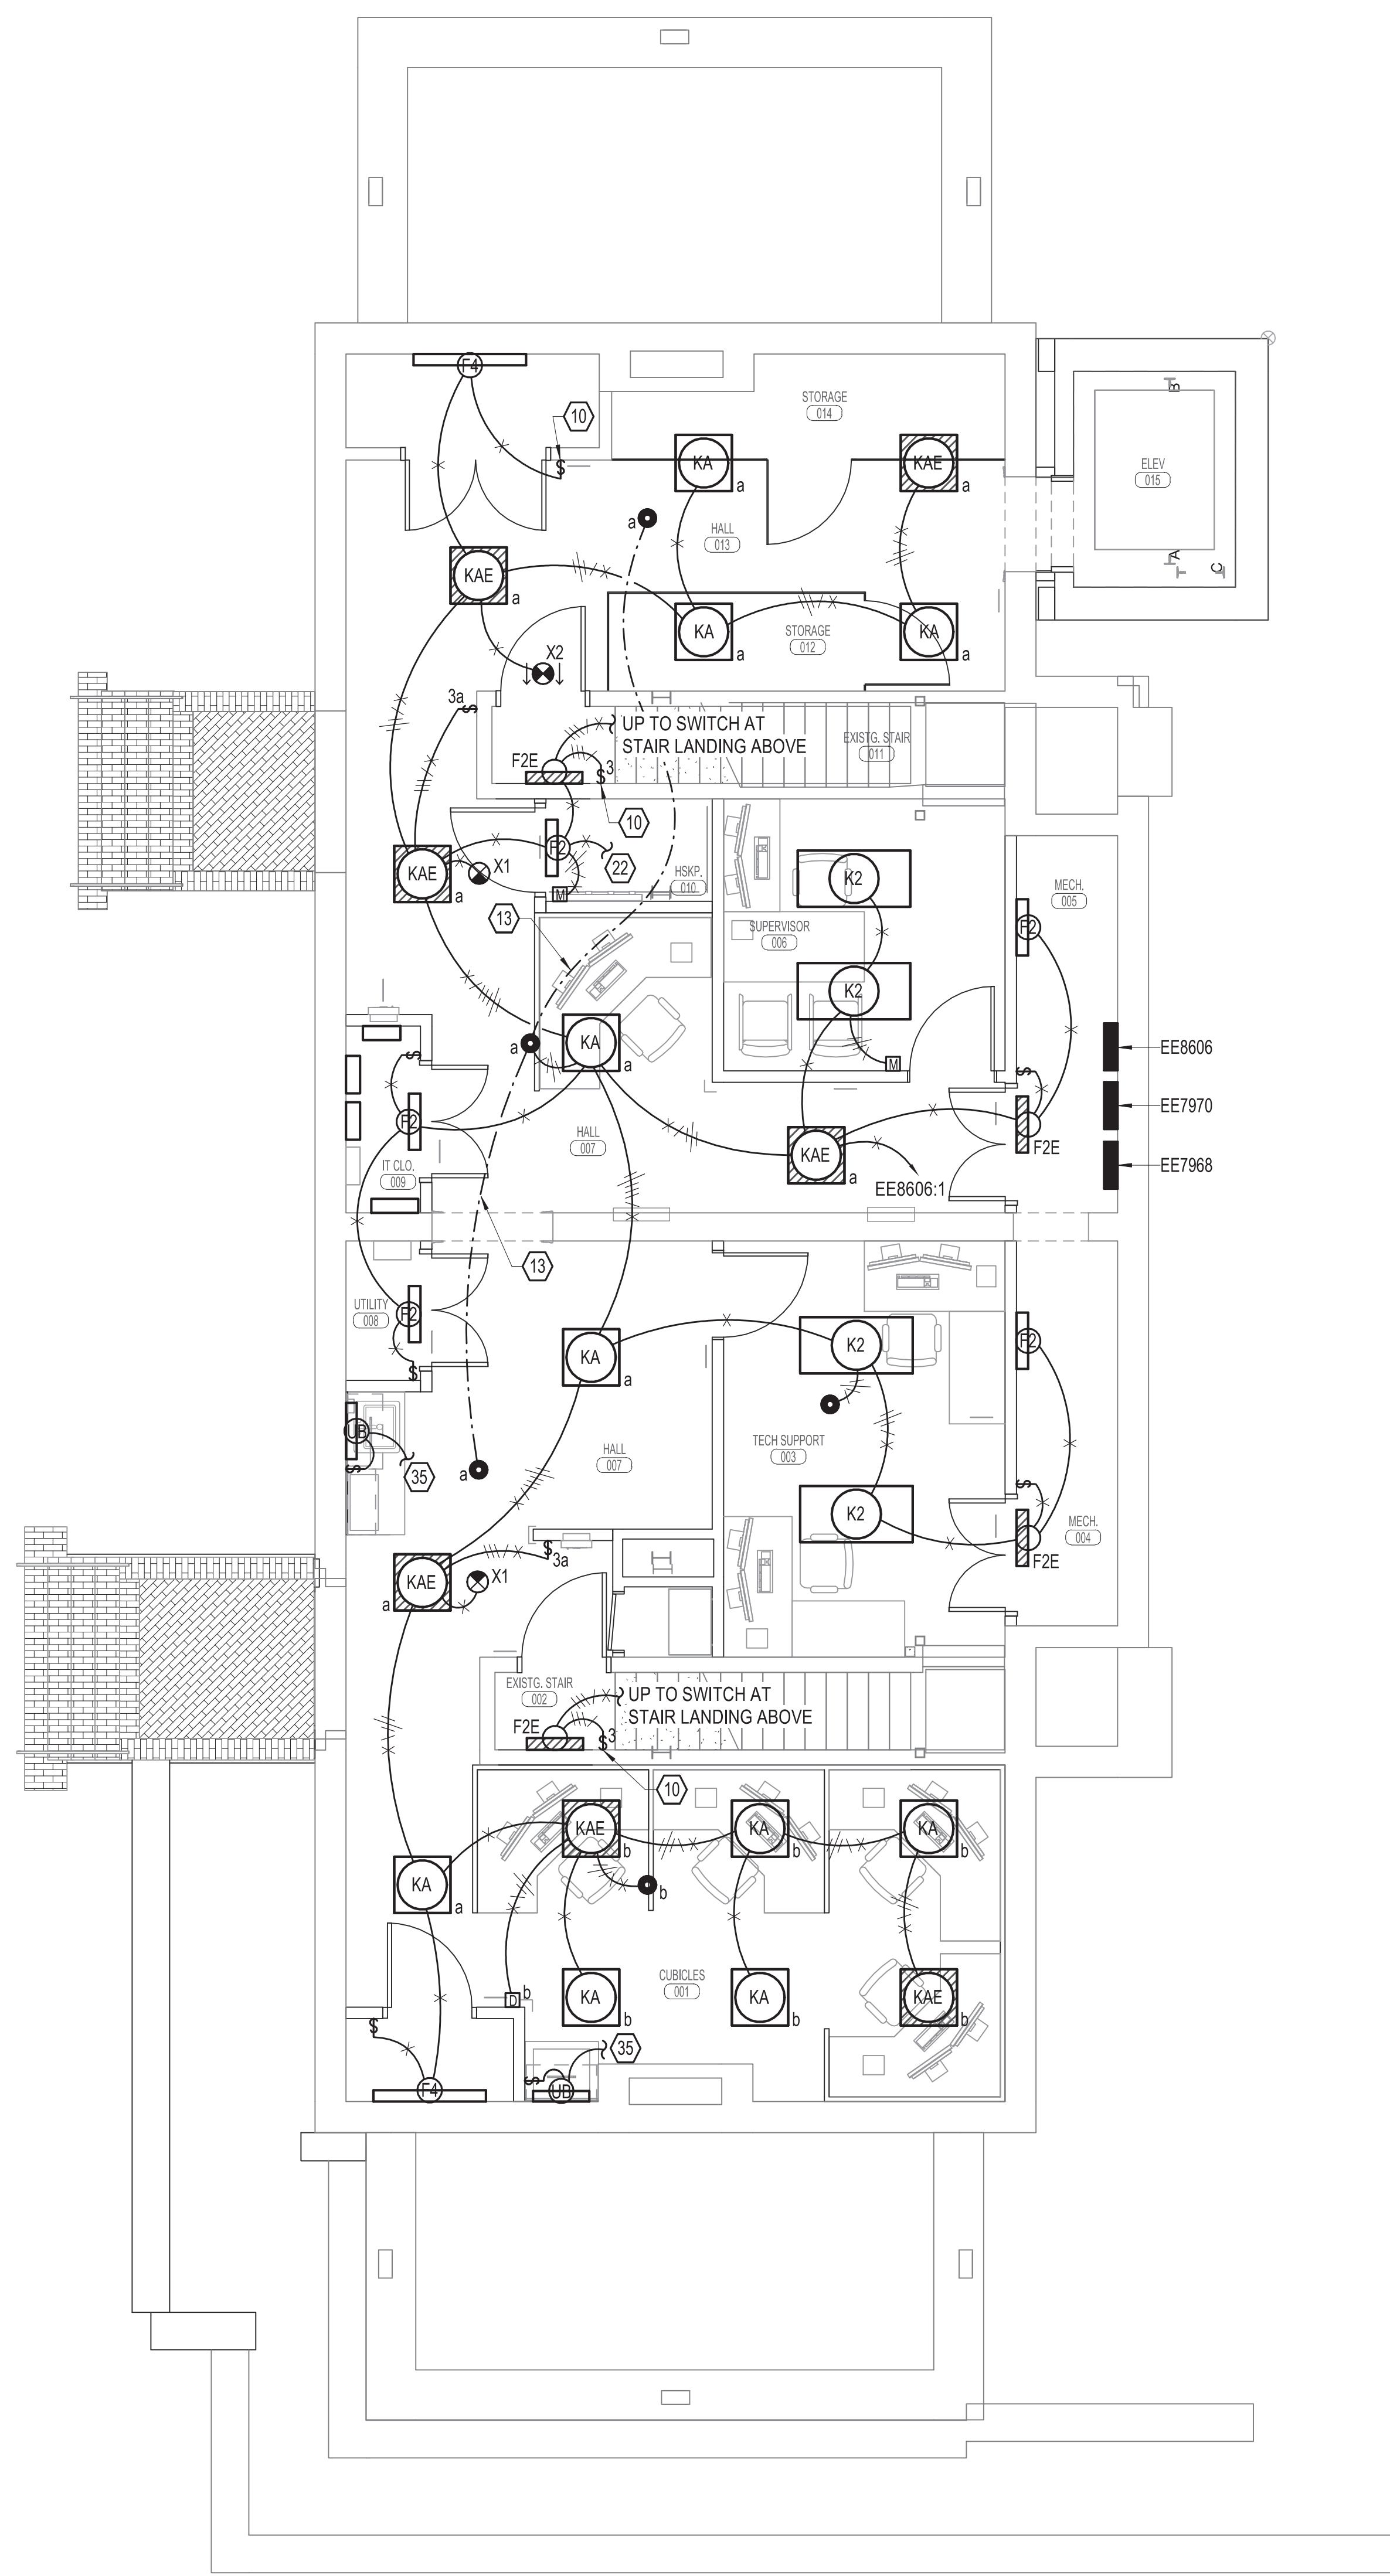 F4
10
$
STORAGE
014
KA
a
KAE
a
B
ELEV
015
a
HALL
013
A
C
KAE
a
KA
a
STORAGE
012
KA
a
X2
3a
$
UP TO SWITCH AT
STAIR LANDING ABOVE
EXISTG. STAIR
011
F2E
$3
10
F2
22
KAE
a
X1
M
HSKP.
010
K2
MECH.
005
13
SUPERVISOR
006
F2
K2
a
KA
a
M
EE8606
$
$
EE7970
F2
HALL
007
KAE
a
F2E
IT CLO.
009
EE7968
EE8606:1
13
UTILITY
008
F2
KA
a
K2
F2
$
UB
35
$
a
HALL
007
TECH SUPPORT
003
$
K2
MECH.
004
F2E
KAE
a
X1
$
3a
EXISTG. STAIR
002
UP TO SWITCH AT
STAIR LANDING ABOVE
F2E
$3
10
KAE
b
KA
b
KA
b
KA
a
b
CUBICLES
001
KA
b
KA
b
KAE
b
D
b
$
35
$
F4
UB